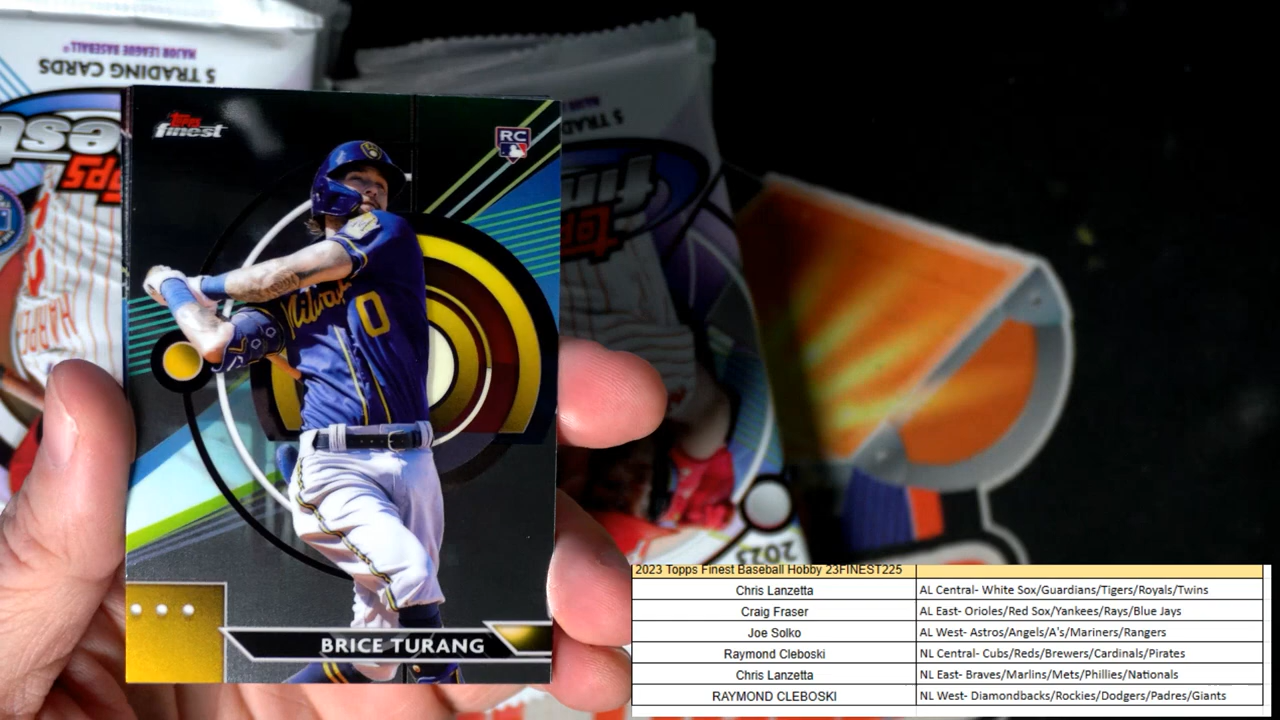 MAJOR LEAGUE BASEBALL
5 TRADING CARDS
Topps
finest
RC
Milwau
0
BRICE TURANG
2023
2023 Topps Finest Baseball Hobby 23FINEST225
Chris Lanzetta AL Central- White Sox/Guardians/Tigers/Royals/Twins
Craig Fraser AL East- Orioles/Red Sox/Yankees/Rays/Blue Jays
Joe Solko AL West- Astros/Angels/A's/Mariners/Rangers
Raymond Cleboski NL Central- Cubs/Reds/Brewers/Cardinals/Pirates
Chris Lanzetta NL East- Braves/Marlins/Mets/Phillies/Nationals
RAYMOND CLEBOSKI NL West- Diamondbacks/Rockies/Dodgers/Padres/Giants